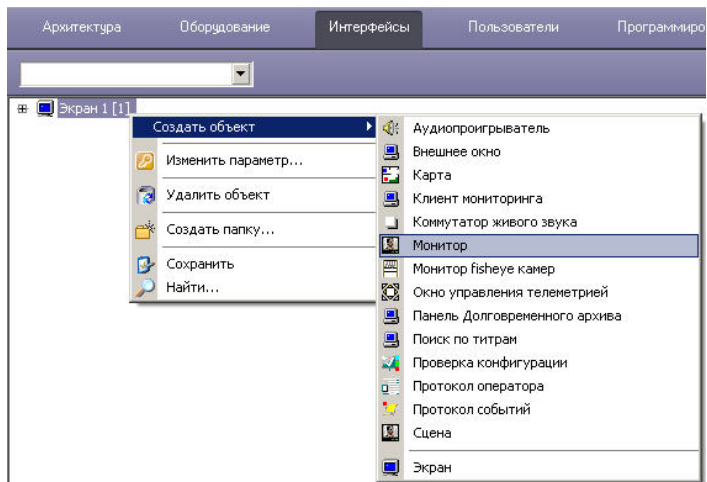 Архитектура Оборудование Интерфейсы Пользователи Программиро
Экран 1 [1]
Создать объект
Изменить параметр...
Удалить объект
Создать папку...
Сохранить
Найти...
Аудиопроигрыватель
Внешнее окно
Карта
Клиент мониторинга
Коммутатор живого звука
Монитор
Монитор fisheye камер
Окно управления телеметрией
Панель Долговременного архива
Поиск по титрам
Проверка конфигурации
Протокол оператора
Протокол событий
Сцена
Экран